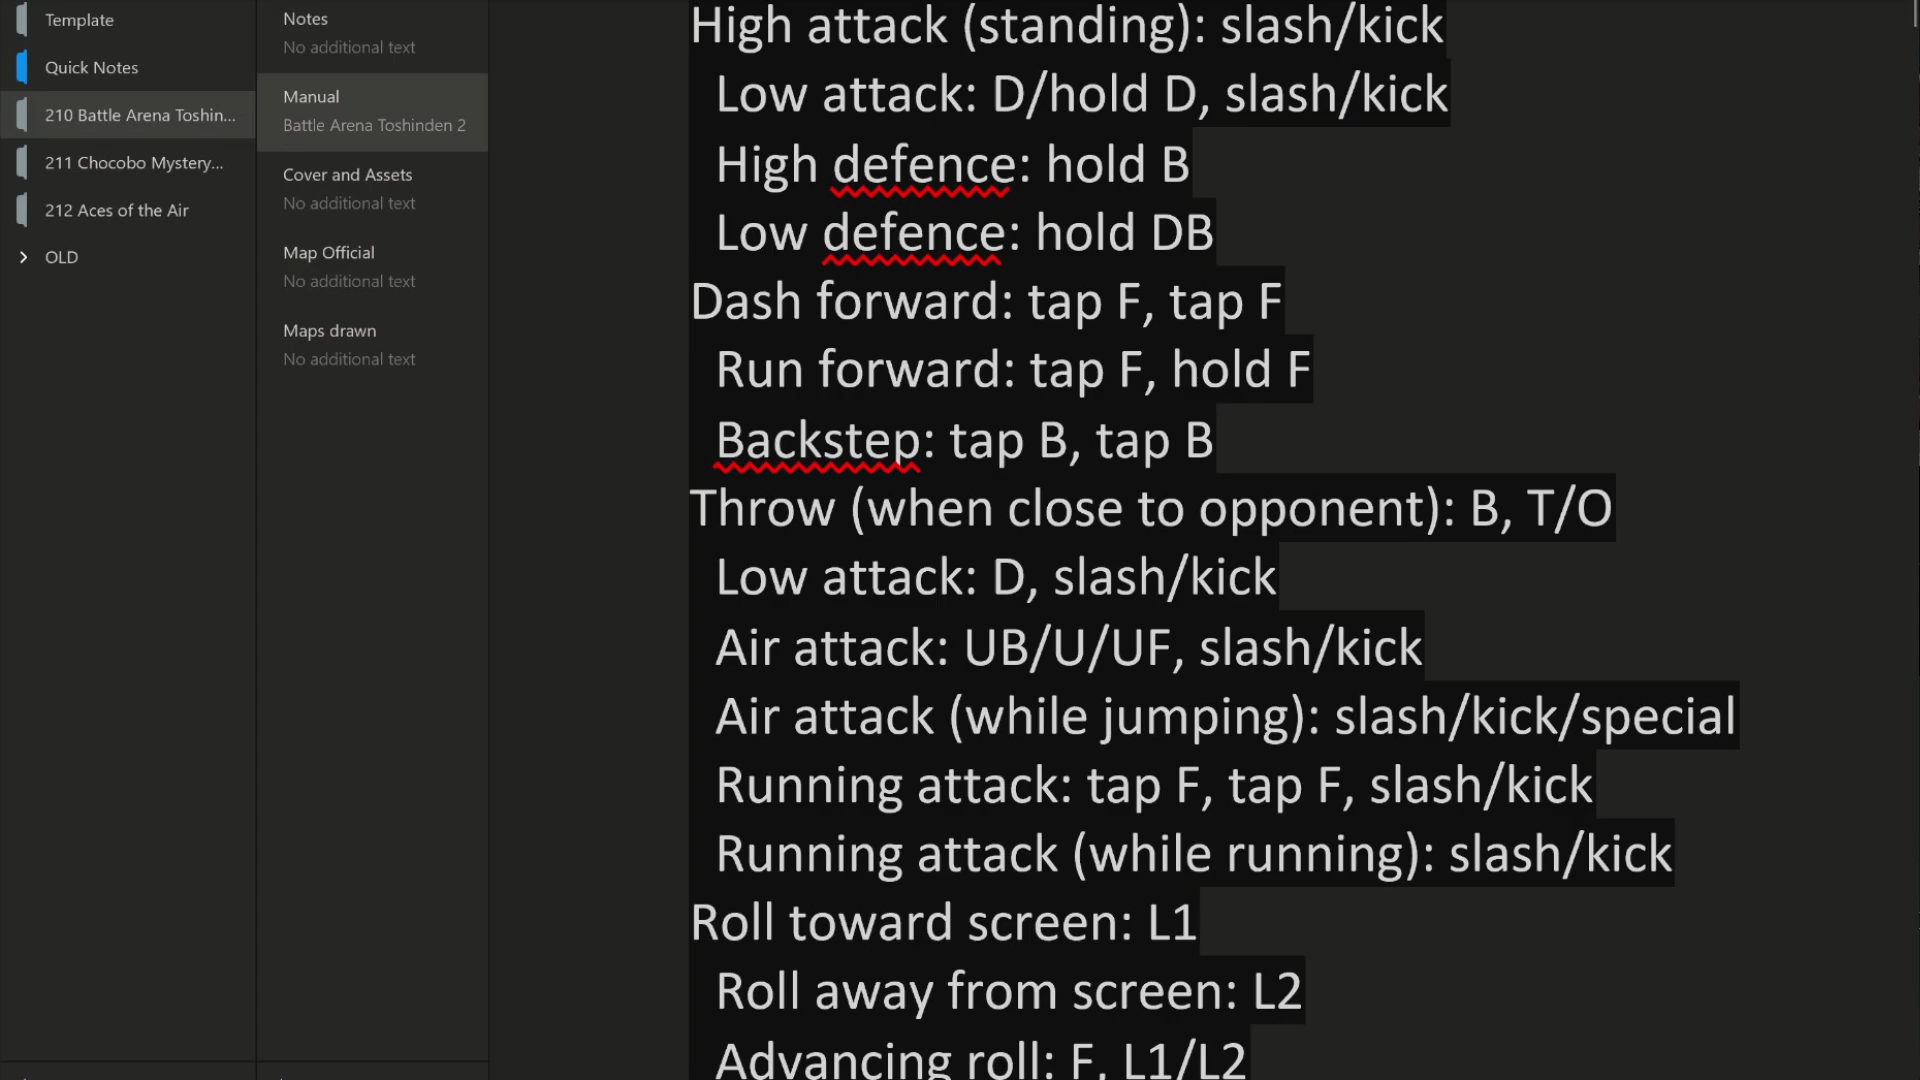 Template
Quick Notes
210 Battle Arena Toshin...
211 Chocobo Mystery...
212 Aces of the Air
OLD
Notes
No additional text
Manual
Battle Arena Toshinden 2
Cover and Assets
No additional text
Map Official
No additional text
Maps drawn
No additional text
High attack (standing): slash/kick
Low attack: D/hold D, slash/kick
High defence: hold B
Low defence: hold DB
Dash forward: tap F, tap F
Run forward: tap F, hold F
Backstep: tap B, tap B
Throw (when close to opponent): B, T/O
Low attack: D, slash/kick
Air attack: UB/U/UF, slash/kick
Air attack (while jumping): slash/kick/special
Running attack: tap F, tap F, slash/kick
Running attack (while running): slash/kick
Roll toward screen: L1
Roll away from screen: L2
Advancing roll: F, L1/L2